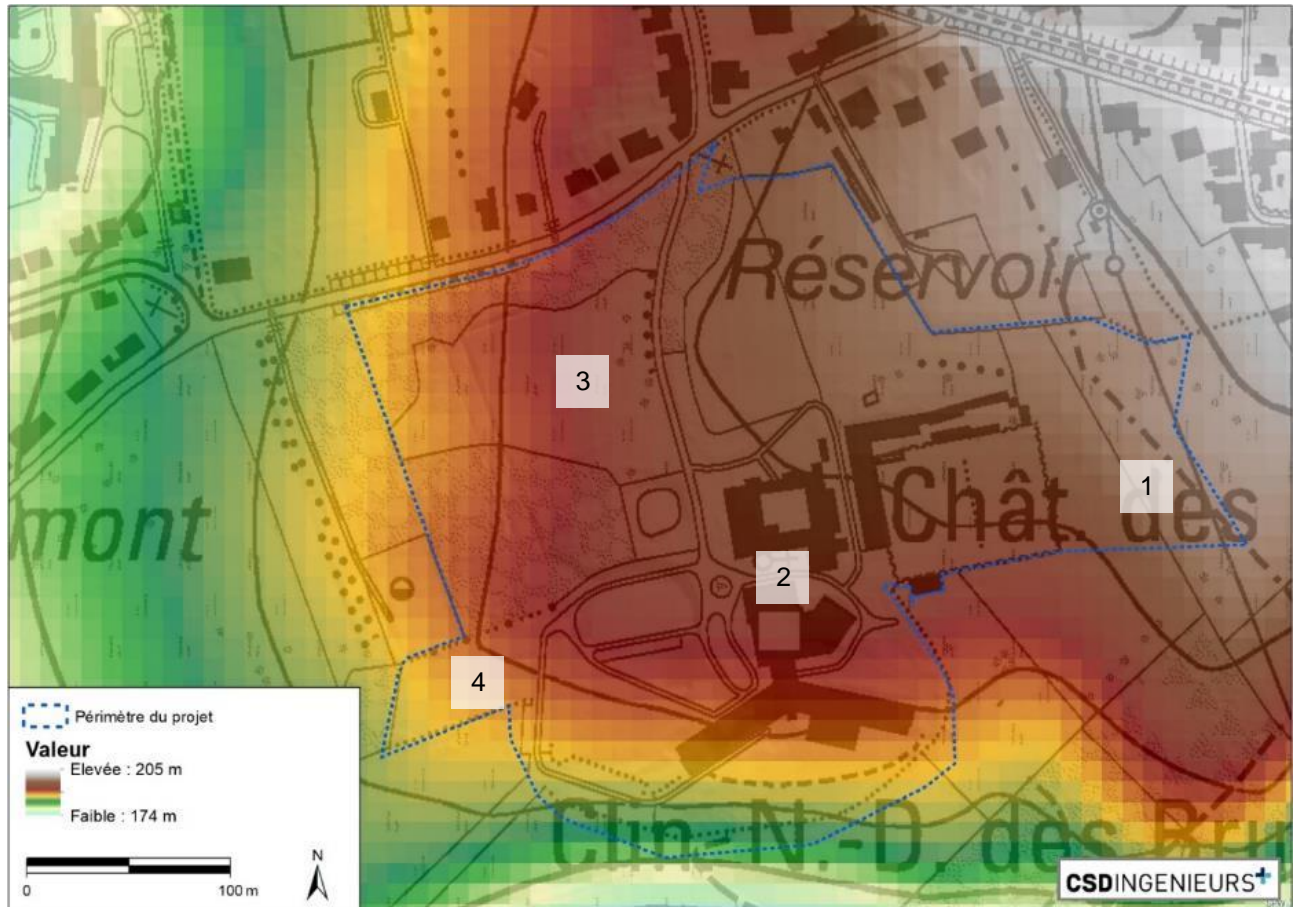 Réservoir
3
1
Chât dès
mont
2
4
Périmètre du projet
Valeur
Elevée : 205 m
Faible : 174 m
Clin-N.-D. dès Bru
0 100 m
N
CSDINGENIEURS+